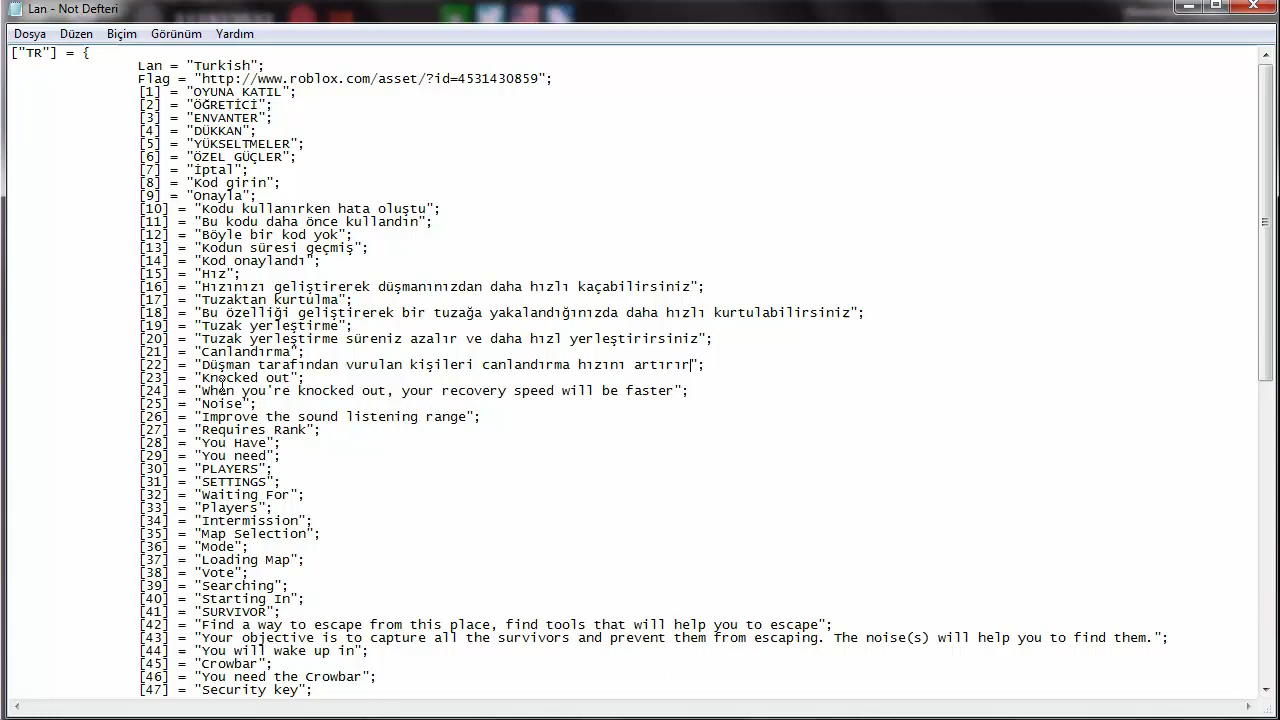 Lan - Not Defteri
Dosya Düzen Biçim Görünüm Yardım
["TR"] = {
Lan = "Turkish";
Flag = "http://www.roblox.com/asset/?id=4531430859";
[1] = "OYUNA KATIL";
[2] = "ÖĞRETİCİ";
[3] = "ENVANTER";
[4] = "DÜKKAN";
[5] = "YÜKSELTMELER";
[6] = "ÖZEL GÜÇLER";
[7] = "İptal";
[8] = "Kod girin";
[9] = "Onayla";
[10] = "Kodu kullanırken hata oluştu";
[11] = "Bu kodu daha önce kullandın";
[12] = "Böyle bir kod yok";
[13] = "Kodun süresi geçmiş";
[14] = "Kod onaylandı";
[15] = "Hız";
[16] = "Hızınızı geliştirerek düşmanınızdan daha hızlı kaçabilirsiniz";
[17] = "Tuzaktan kurtulma";
[18] = "Bu özelliği geliştirerek bir tuzağa yakalandığınızda daha hızlı kurtulabilirsiniz";
[19] = "Tuzak yerleştirme";
[20] = "Tuzak yerleştirme süreniz azalır ve daha hızl yerleştirirsiniz";
[21] = "Canlandırma";
[22] = "Düşman tarafından vurulan kişileri canlandırma hızını artırır";
[23] = "Knocked out";
[24] = "When you're knocked out, your recovery speed will be faster";
[25] = "Noise";
[26] = "Improve the sound listening range";
[27] = "Requires Rank";
[28] = "You Have";
[29] = "You need";
[30] = "PLAYERS";
[31] = "SETTINGS";
[32] = "Waiting For";
[33] = "Players";
[34] = "Intermission";
[35] = "Map Selection";
[36] = "Mode";
[37] = "Loading Map";
[38] = "Vote";
[39] = "Searching";
[40] = "Starting In";
[41] = "SURVIVOR";
[42] = "Find a way to escape from this place, find tools that will help you to escape";
[43] = "Your objective is to capture all the survivors and prevent them from escaping. The noise(s) will help you to find them.";
[44] = "You will wake up in";
[45] = "Crowbar";
[46] = "You need the Crowbar";
[47] = "Security key";